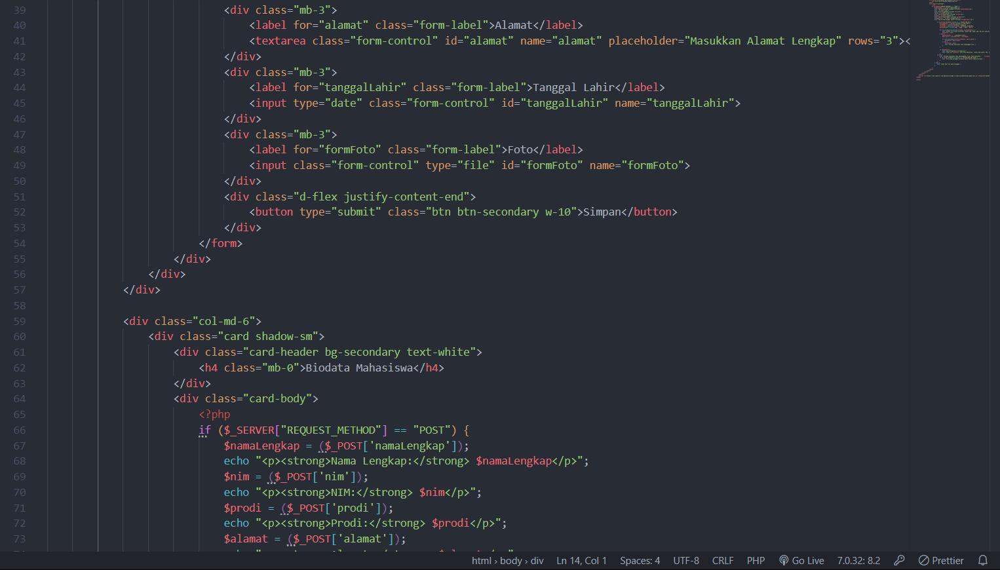 39 <div class="mb-3">
40 <label for="alamat" class="form-label">Alamat</label>
41 <textarea class="form-control" id="alamat" name="alamat" placeholder="Masukkan Alamat Lengkap" rows="3"><
42 </div>
43 <div class="mb-3">
44 <label for="tanggalLahir" class="form-label">Tanggal Lahir</label>
45 <input type="date" class="form-control" id="tanggalLahir" name="tanggalLahir">
46 </div>
47 <div class="mb-3">
48 <label for="formFoto" class="form-label">Foto</label>
49 <input class="form-control" type="file" id="formFoto" name="formFoto">
50 </div>
51 <div class="d-flex justify-content-end">
52 <button type="submit" class="btn btn-secondary w-10">Simpan</button>
53 </div>
54 </form>
55 </div>
56 </div>
57 </div>
58
59 <div class="col-md-6">
60 <div class="card shadow-sm">
61 <div class="card-header bg-secondary text-white">
62 <h4 class="mb-0">Biodata Mahasiswa</h4>
63 </div>
64 <div class="card-body">
65 <?php
66 if ($_SERVER["REQUEST_METHOD"] == "POST") {
67 $namaLengkap = ($_POST['namaLengkap']);
68 echo "<p><strong>Nama Lengkap:</strong> $namaLengkap</p>";
69 $nim = ($_POST['nim']);
70 echo "<p><strong>NIM:</strong> $nim</p>";
71 $prodi = ($_POST['prodi']);
72 echo "<p><strong>Prodi:</strong> $prodi</p>";
73 $alamat = ($_POST['alamat']);
html › body › div Ln 14, Col 1 Spaces: 4 UTF-8 CRLF PHP Go Live 7.0.32: 8.2 Prettier